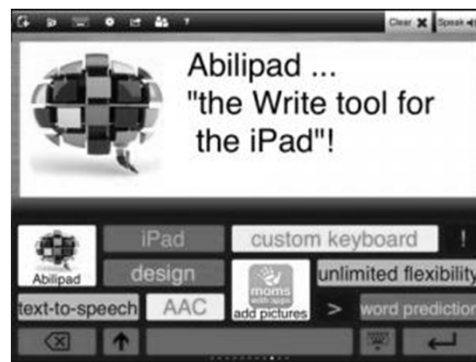 Clear Speak
Abilipad ...
"the Write tool for
the iPad"!
iPad custom keyboard !
Abilipad design moms with apps unlimited flexibility
text-to-speech AAC add pictures > word prediction